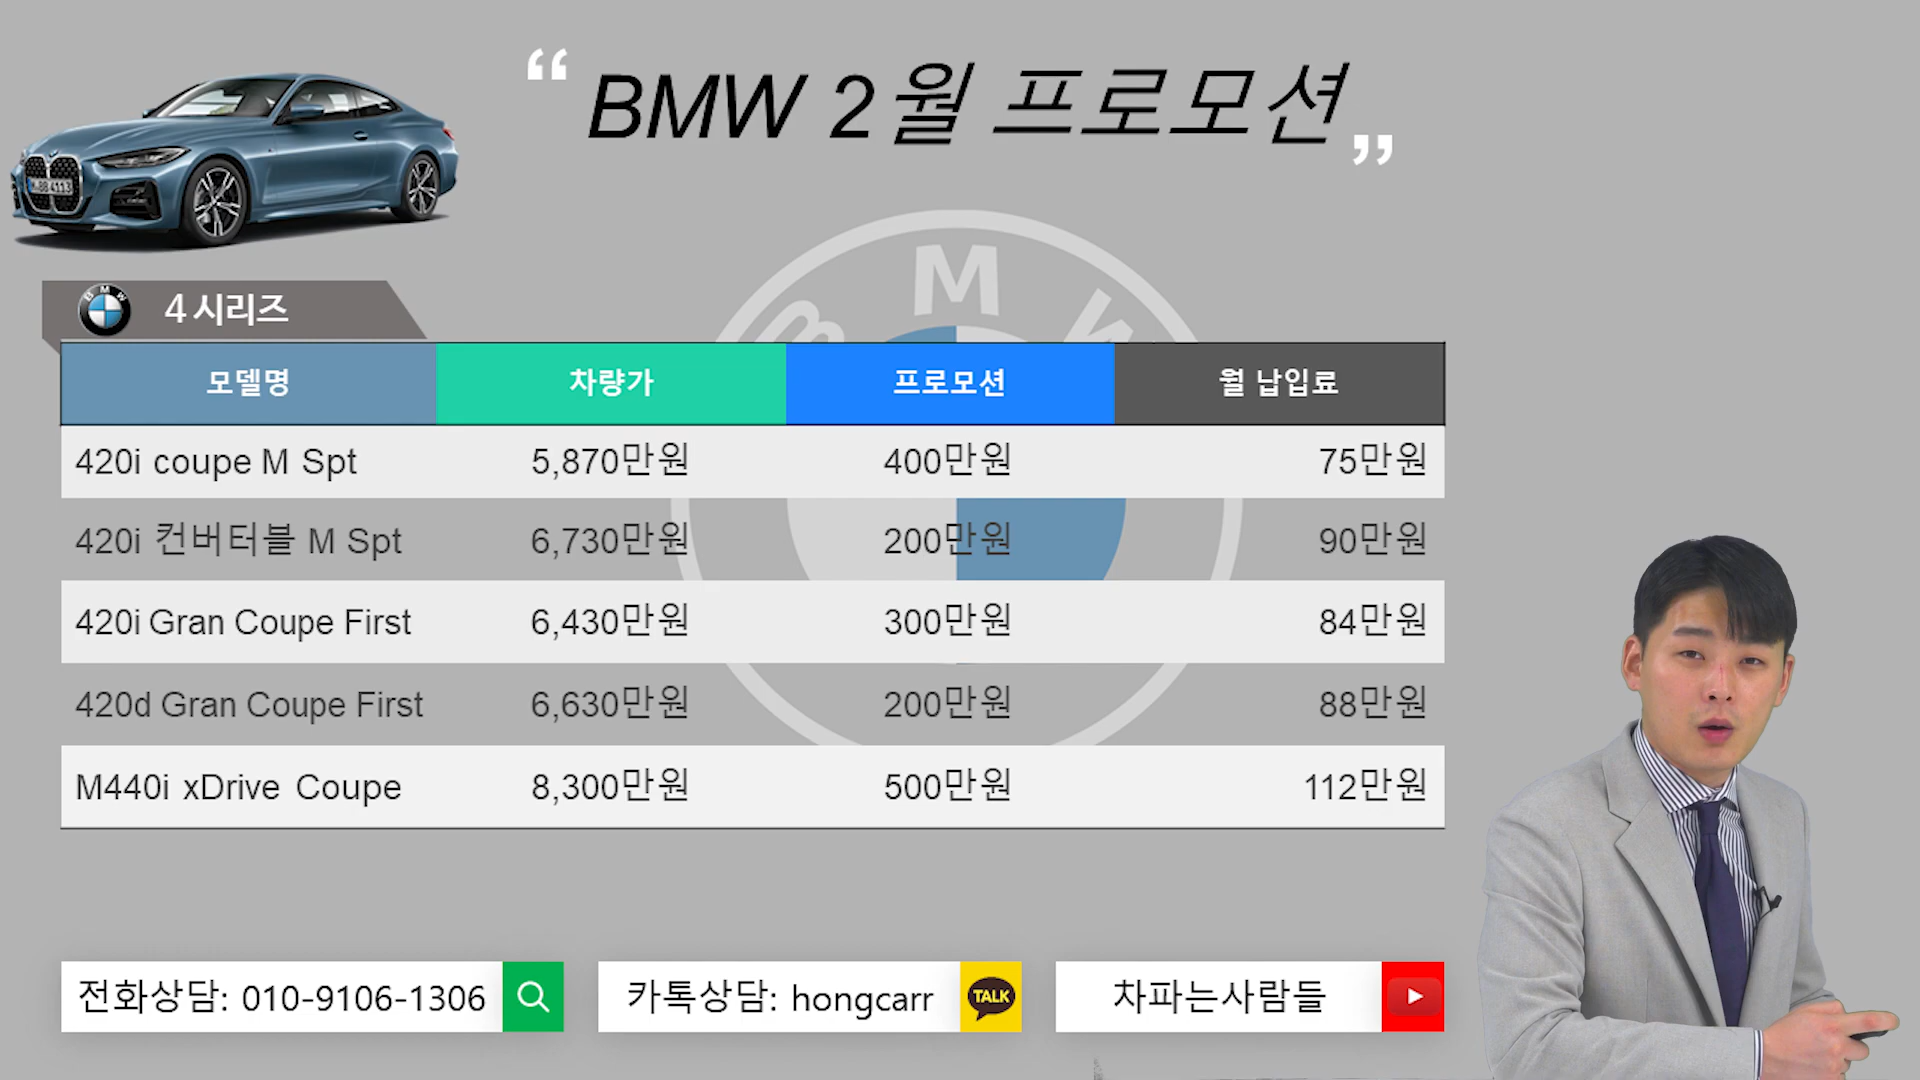 “ BMW 2월 프로모션 ”
4시리즈
모델명 차량가 프로모션 월 납입료
420i coupe M Spt 5,870만원 400만원 75만원
420i 컨버터블 M Spt 6,730만원 200만원 90만원
420i Gran Coupe First 6,430만원 300만원 84만원
420d Gran Coupe First 6,630만원 200만원 88만원
M440i xDrive Coupe 8,300만원 500만원 112만원
BMW
BMW
M BB 4113
전화상담: 010-9106-1306
카톡상담: hongcarr
TALK
차파는사람들